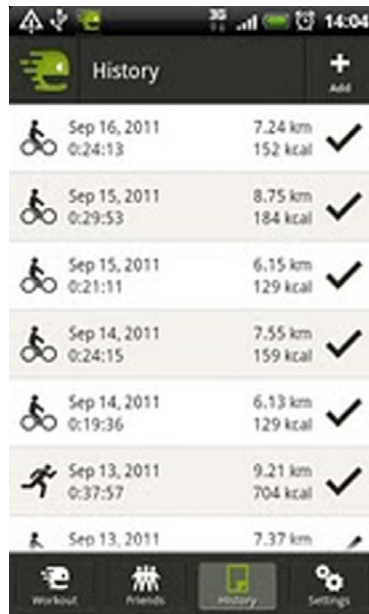 3G 14:04
History
Add
Sep 16, 2011 7.24 km
0:24:13 152 kcal
Sep 15, 2011 8.75 km
0:29:53 184 kcal
Sep 15, 2011 6.15 km
0:21:11 129 kcal
Sep 14, 2011 7.55 km
0:24:15 159 kcal
Sep 14, 2011 6.13 km
0:19:36 129 kcal
Sep 13, 2011 9.21 km
0:37:57 704 kcal
Sep 13, 2011 7.37 km
Workout Friends History Settings